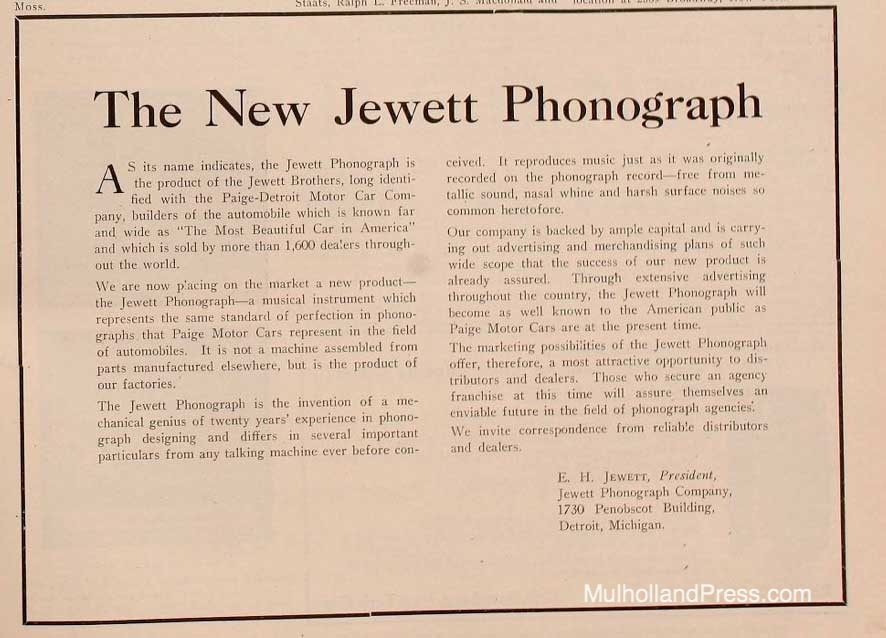 Moss.
Staats, Ralph L. Freeman, J. S. Macdonald and
location at
The New Jewett Phonograph
AS its name indicates, the Jewett Phonograph is
the product of the Jewett Brothers, long identi-
fied with the Paige-Detroit Motor Car Com-
pany, builders of the automobile which is known far
and wide as "The Most Beautiful Car in America"
and which is sold by more than 1,600 dealers through-
out the world.
We are now placing on the market a new product—
the Jewett Phonograph—a musical instrument which
represents the same standard of perfection in phono-
graphs that Paige Motor Cars represent in the field
of automobiles. It is not a machine assembled from
parts manufactured elsewhere, but is the product of
our factories.
The Jewett Phonograph is the invention of a me-
chanical genius of twenty years' experience in phono-
graph designing and differs in several important
particulars from any talking machine ever before con-
ceived. It reproduces music just as it was originally
recorded on the phonograph record—free from me-
tallic sound, nasal whine and harsh surface noises so
common heretofore.
Our company is backed by ample capital and is carry-
ing out advertising and merchandising plans of such
wide scope that the success of our new product is
already assured. Through extensive advertising
throughout the country, the Jewett Phonograph will
become as well known to the American public as
Paige Motor Cars are at the present time.
The marketing possibilities of the Jewett Phonograph
offer, therefore, a most attractive opportunity to dis-
tributors and dealers. Those who secure an agency
franchise at this time will assure themselves an
enviable future in the field of phonograph agencies.
We invite correspondence from reliable distributors
and dealers.
E. H. JEWETT, President,
Jewett Phonograph Company,
1730 Penobscot Building,
Detroit, Michigan.
MulhollandPress.com